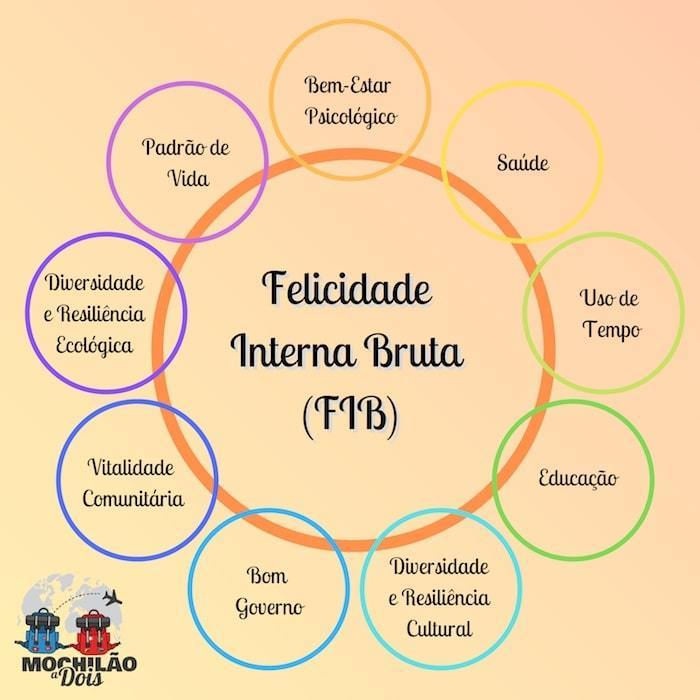 Bem-Estar
Psicológico
Saúde
Uso de
Tempo
Educação
Diversidade
e Resiliência
Cultural
Bom
Governo
Vitalidade
Comunitária
Diversidade
e Resiliência
Ecológica
Padrão de
Vida
Felicidade
Interna Bruta
(FIB)
MOCHILÃO
a Dois